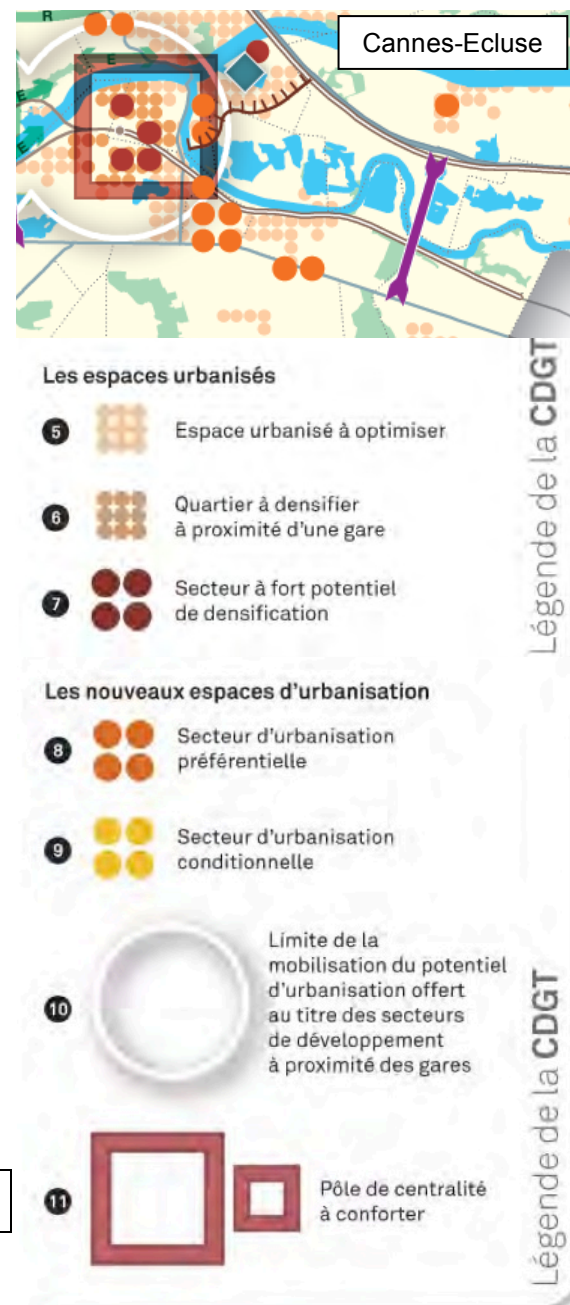 R
Cannes-Ecluse
E
E
E
Les espaces urbanisés
5
Espace urbanisé à optimiser
6
Quartier à densifier
à proximité d'une gare
7
Secteur à fort potentiel
de densification
Légende de la CDGT
Les nouveaux espaces d'urbanisation
8
Secteur d'urbanisation
préférentielle
9
Secteur d'urbanisation
conditionnelle
10
Limite de la
mobilisation du potentiel
d'urbanisation offert
au titre des secteurs
de développement
à proximité des gares
11
Pôle de centralité
à conforter
Légende de la CDGT